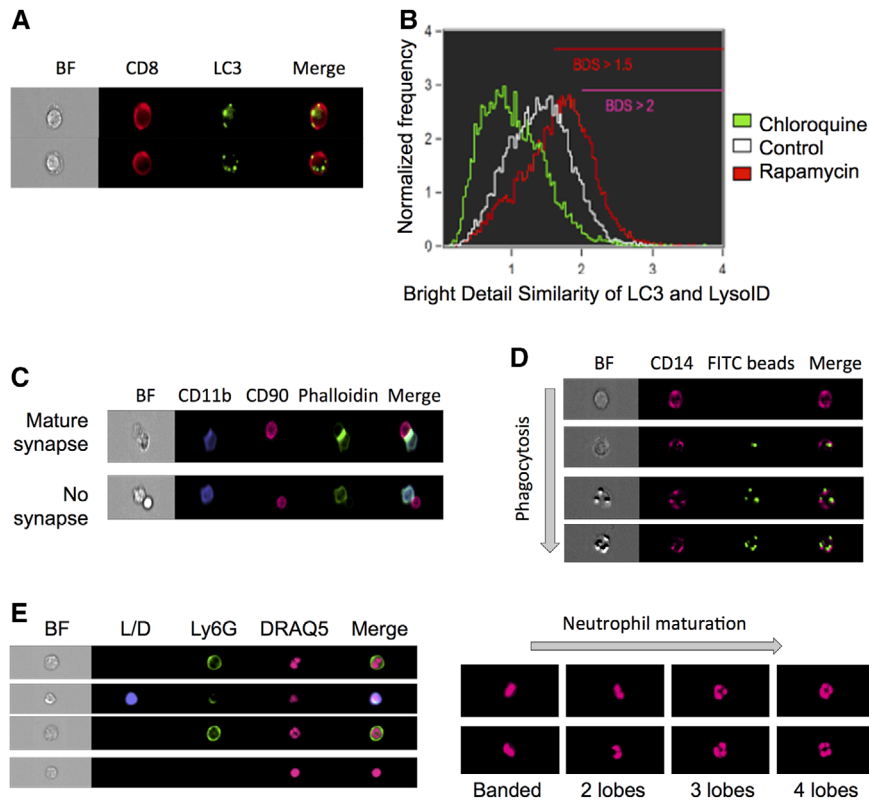 A
BF CD8 LC3 Merge
B
Normalized frequency
4
3
2
1
0
BDS > 1.5
BDS > 2
1 2 3 4
Bright Detail Similarity of LC3 and LysoID
Chloroquine
Control
Rapamycin
C
BF CD11b CD90 Phalloidin Merge
Mature
synapse
No
synapse
D
BF CD14 FITC beads Merge
Phagocytosis
E
BF L/D Ly6G DRAQ5 Merge
Neutrophil maturation
Banded 2 lobes 3 lobes 4 lobes